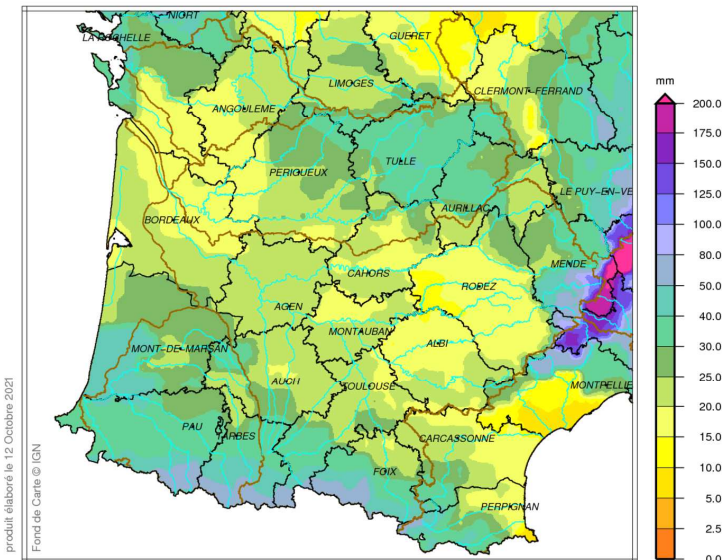 NIORT
LA ROCHELLE
GUERET
LIMOGES
CLERMONT-FERRAND
ANGOULEME
TULLE
PERIGUEUX
LE PUY-EN-VE
AURILLAC
BORDEAUX
MENDE
CAHORS
RODEZ
AGEN
MONTAUBAN
ALBI
MONT-DE-MARSAN
AUCH
TOULOUSE
MONTPELLIE
PAU
TARBES
CARCASSONNE
FOIX
PERPIGNAN
mm
200.0
175.0
150.0
125.0
100.0
80.0
50.0
40.0
30.0
25.0
20.0
15.0
10.0
5.0
2.5
0.0
produit élaboré le 12 Octobre 2021
Fond de Carte © IGN